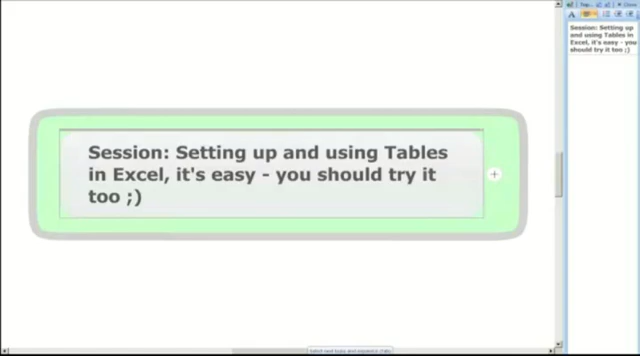 Session: Setting up and using Tables
in Excel, it's easy - you should try it
too ;)
Session: Setting up
and using Tables in
Excel, it's easy - you
should try it too ;)